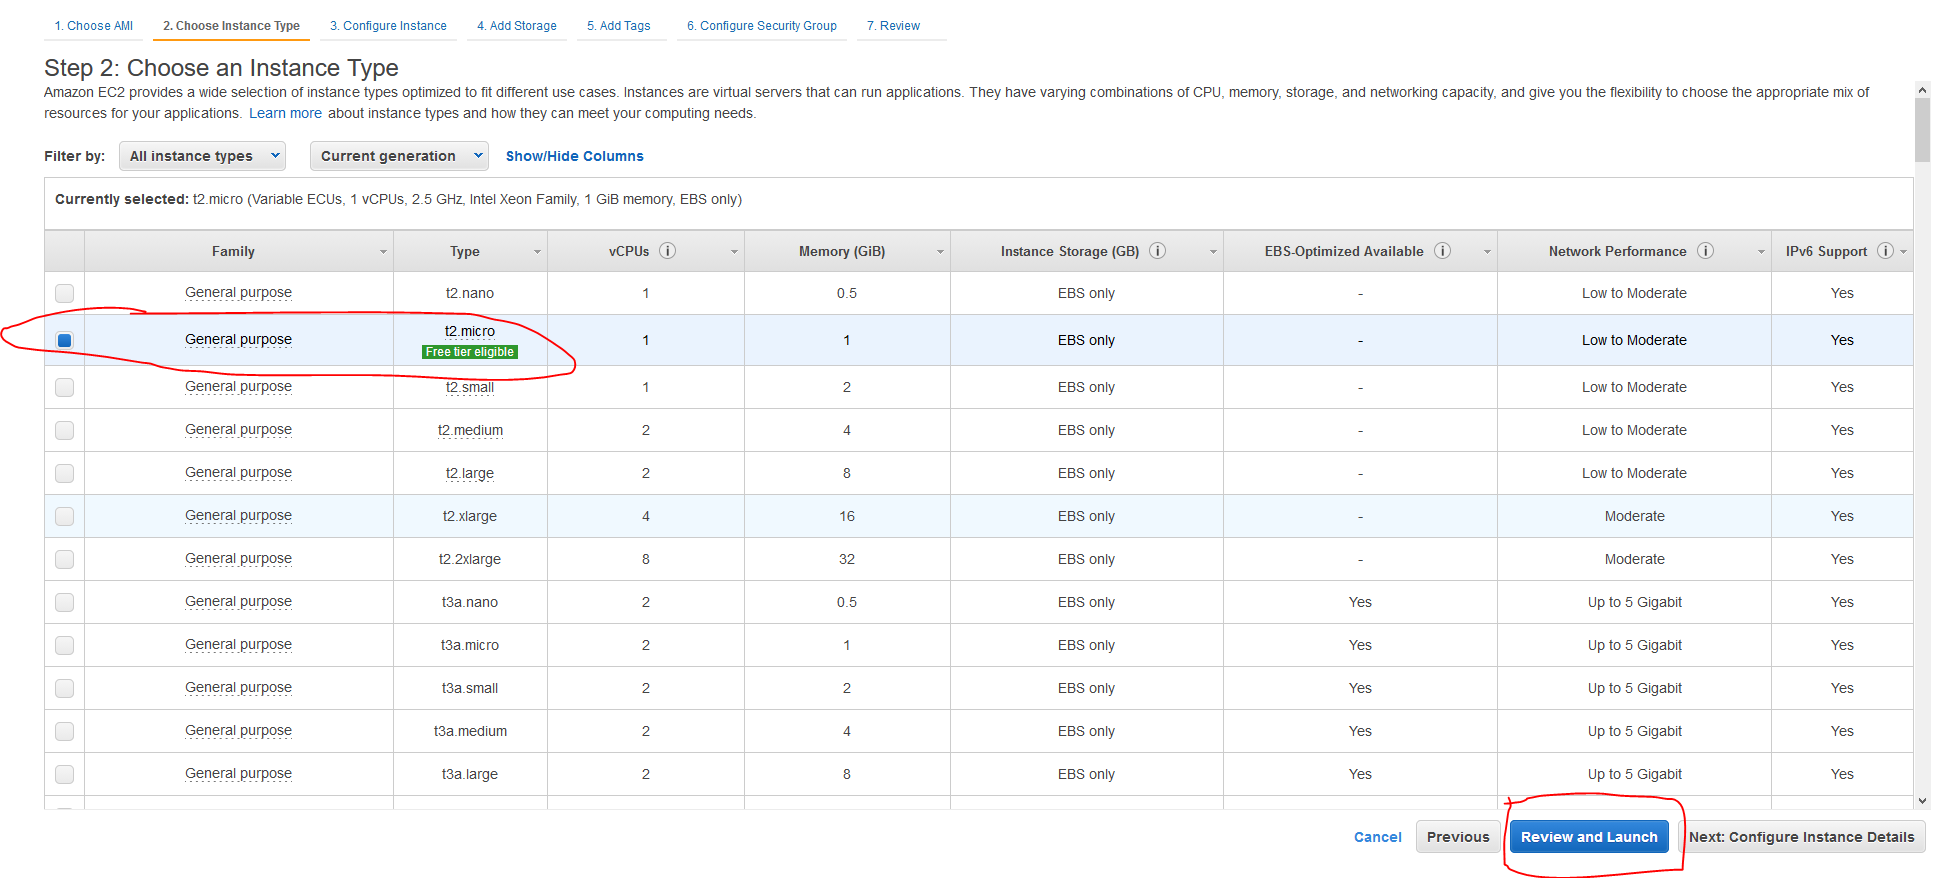 1. Choose AMI 2. Choose Instance Type 3. Configure Instance 4. Add Storage 5. Add Tags 6. Configure Security Group 7. Review
Step 2: Choose an Instance Type
Amazon EC2 provides a wide selection of instance types optimized to fit different use cases. Instances are virtual servers that can run applications. They have varying combinations of CPU, memory, storage, and networking capacity, and give you the flexibility to choose the appropriate mix of
resources for your applications. Learn more about instance types and how they can meet your computing needs.
Filter by: All instance types Current generation Show/Hide Columns
Currently selected: t2.micro (Variable ECUs, 1 vCPUs, 2.5 GHz, Intel Xeon Family, 1 GiB memory, EBS only)
Family Type vCPUs i Memory (GiB) Instance Storage (GB) i EBS-Optimized Available i Network Performance i IPv6 Support i
General purpose t2.nano 1 0.5 EBS only - Low to Moderate Yes
General purpose t2.micro 1 1 EBS only - Low to Moderate Yes
Free tier eligible
General purpose t2.small 1 2 EBS only - Low to Moderate Yes
General purpose t2.medium 2 4 EBS only - Low to Moderate Yes
General purpose t2.large 2 8 EBS only - Low to Moderate Yes
General purpose t2.xlarge 4 16 EBS only - Moderate Yes
General purpose t2.2xlarge 8 32 EBS only - Moderate Yes
General purpose t3a.nano 2 0.5 EBS only Yes Up to 5 Gigabit Yes
General purpose t3a.micro 2 1 EBS only Yes Up to 5 Gigabit Yes
General purpose t3a.small 2 2 EBS only Yes Up to 5 Gigabit Yes
General purpose t3a.medium 2 4 EBS only Yes Up to 5 Gigabit Yes
General purpose t3a.large 2 8 EBS only Yes Up to 5 Gigabit Yes
Cancel Previous Review and Launch Next: Configure Instance Details